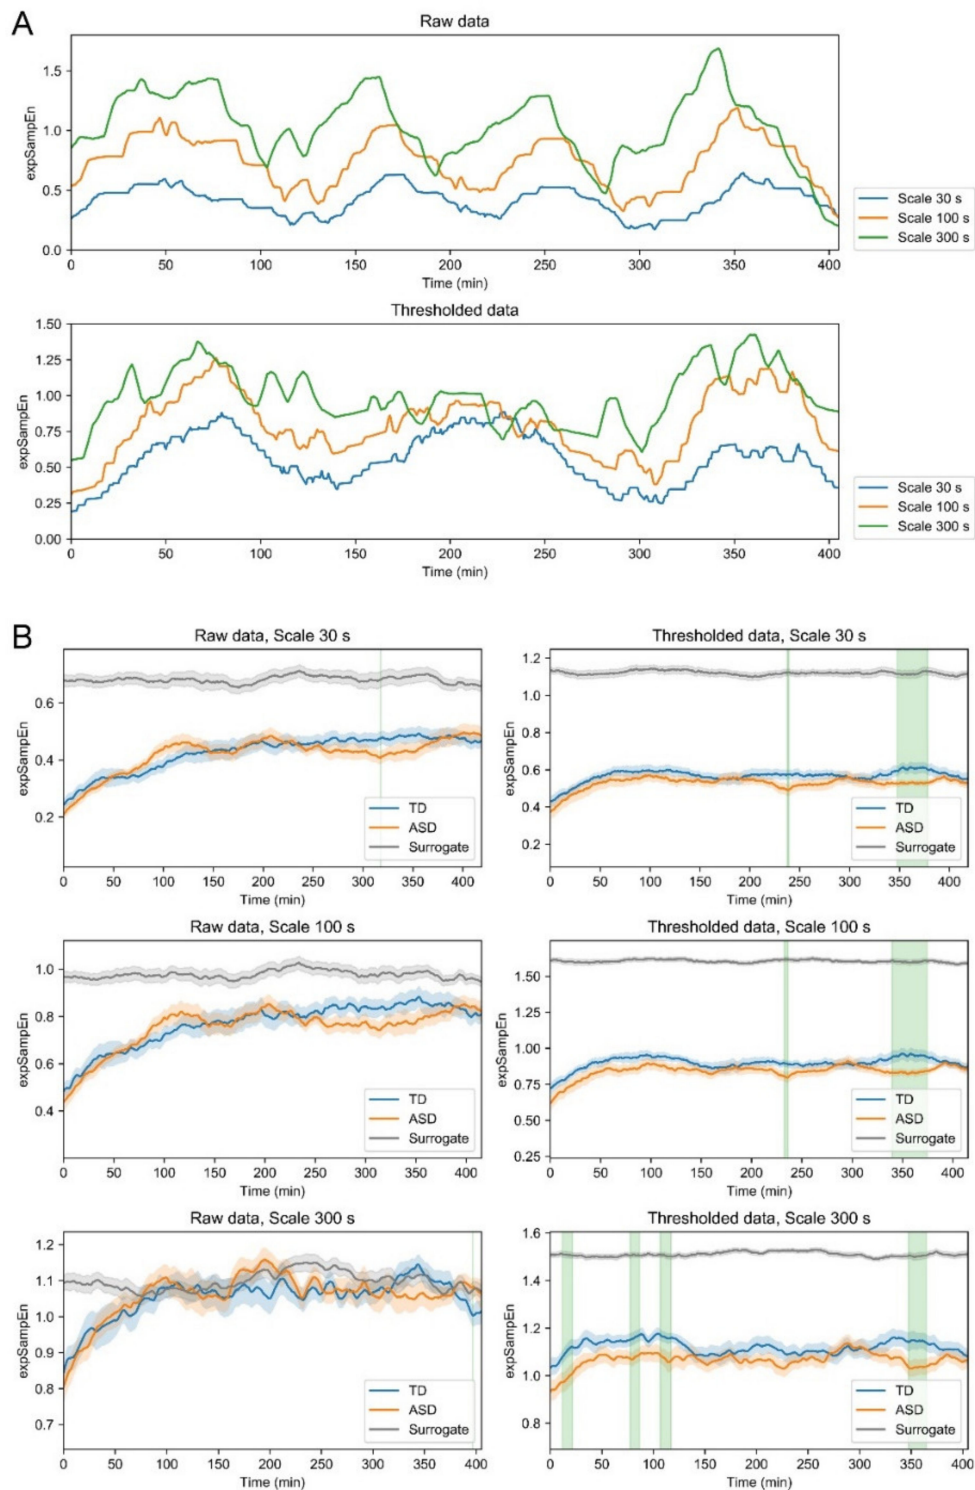 A
Raw data
expSampEn
1.5
1.0
0.5
0.0
0 50 100 150 200 250 300 350 400
Time (min)
Scale 30 s
Scale 100 s
Scale 300 s
Thresholded data
expSampEn
1.50
1.25
1.00
0.75
0.50
0.25
0.00
0 50 100 150 200 250 300 350 400
Time (min)
Scale 30 s
Scale 100 s
Scale 300 s
B
Raw data, Scale 30 s
expSampEn
0.6
0.4
0.2
TD
ASD
Surrogate
0 50 100 150 200 250 300 350 400
Time (min)
Thresholded data, Scale 30 s
expSampEn
1.2
1.0
0.8
0.6
0.4
0.2
TD
ASD
Surrogate
0 50 100 150 200 250 300 350 400
Time (min)
Raw data, Scale 100 s
expSampEn
1.0
0.8
0.6
0.4
TD
ASD
Surrogate
0 50 100 150 200 250 300 350 400
Time (min)
Thresholded data, Scale 100 s
expSampEn
1.50
1.25
1.00
0.75
0.50
0.25
TD
ASD
Surrogate
0 50 100 150 200 250 300 350 400
Time (min)
Raw data, Scale 300 s
expSampEn
1.2
1.1
1.0
0.9
0.8
0.7
TD
ASD
Surrogate
0 50 100 150 200 250 300 350 400
Time (min)
Thresholded data, Scale 300 s
expSampEn
1.6
1.4
1.2
1.0
0.8
TD
ASD
Surrogate
0 50 100 150 200 250 300 350 400
Time (min)